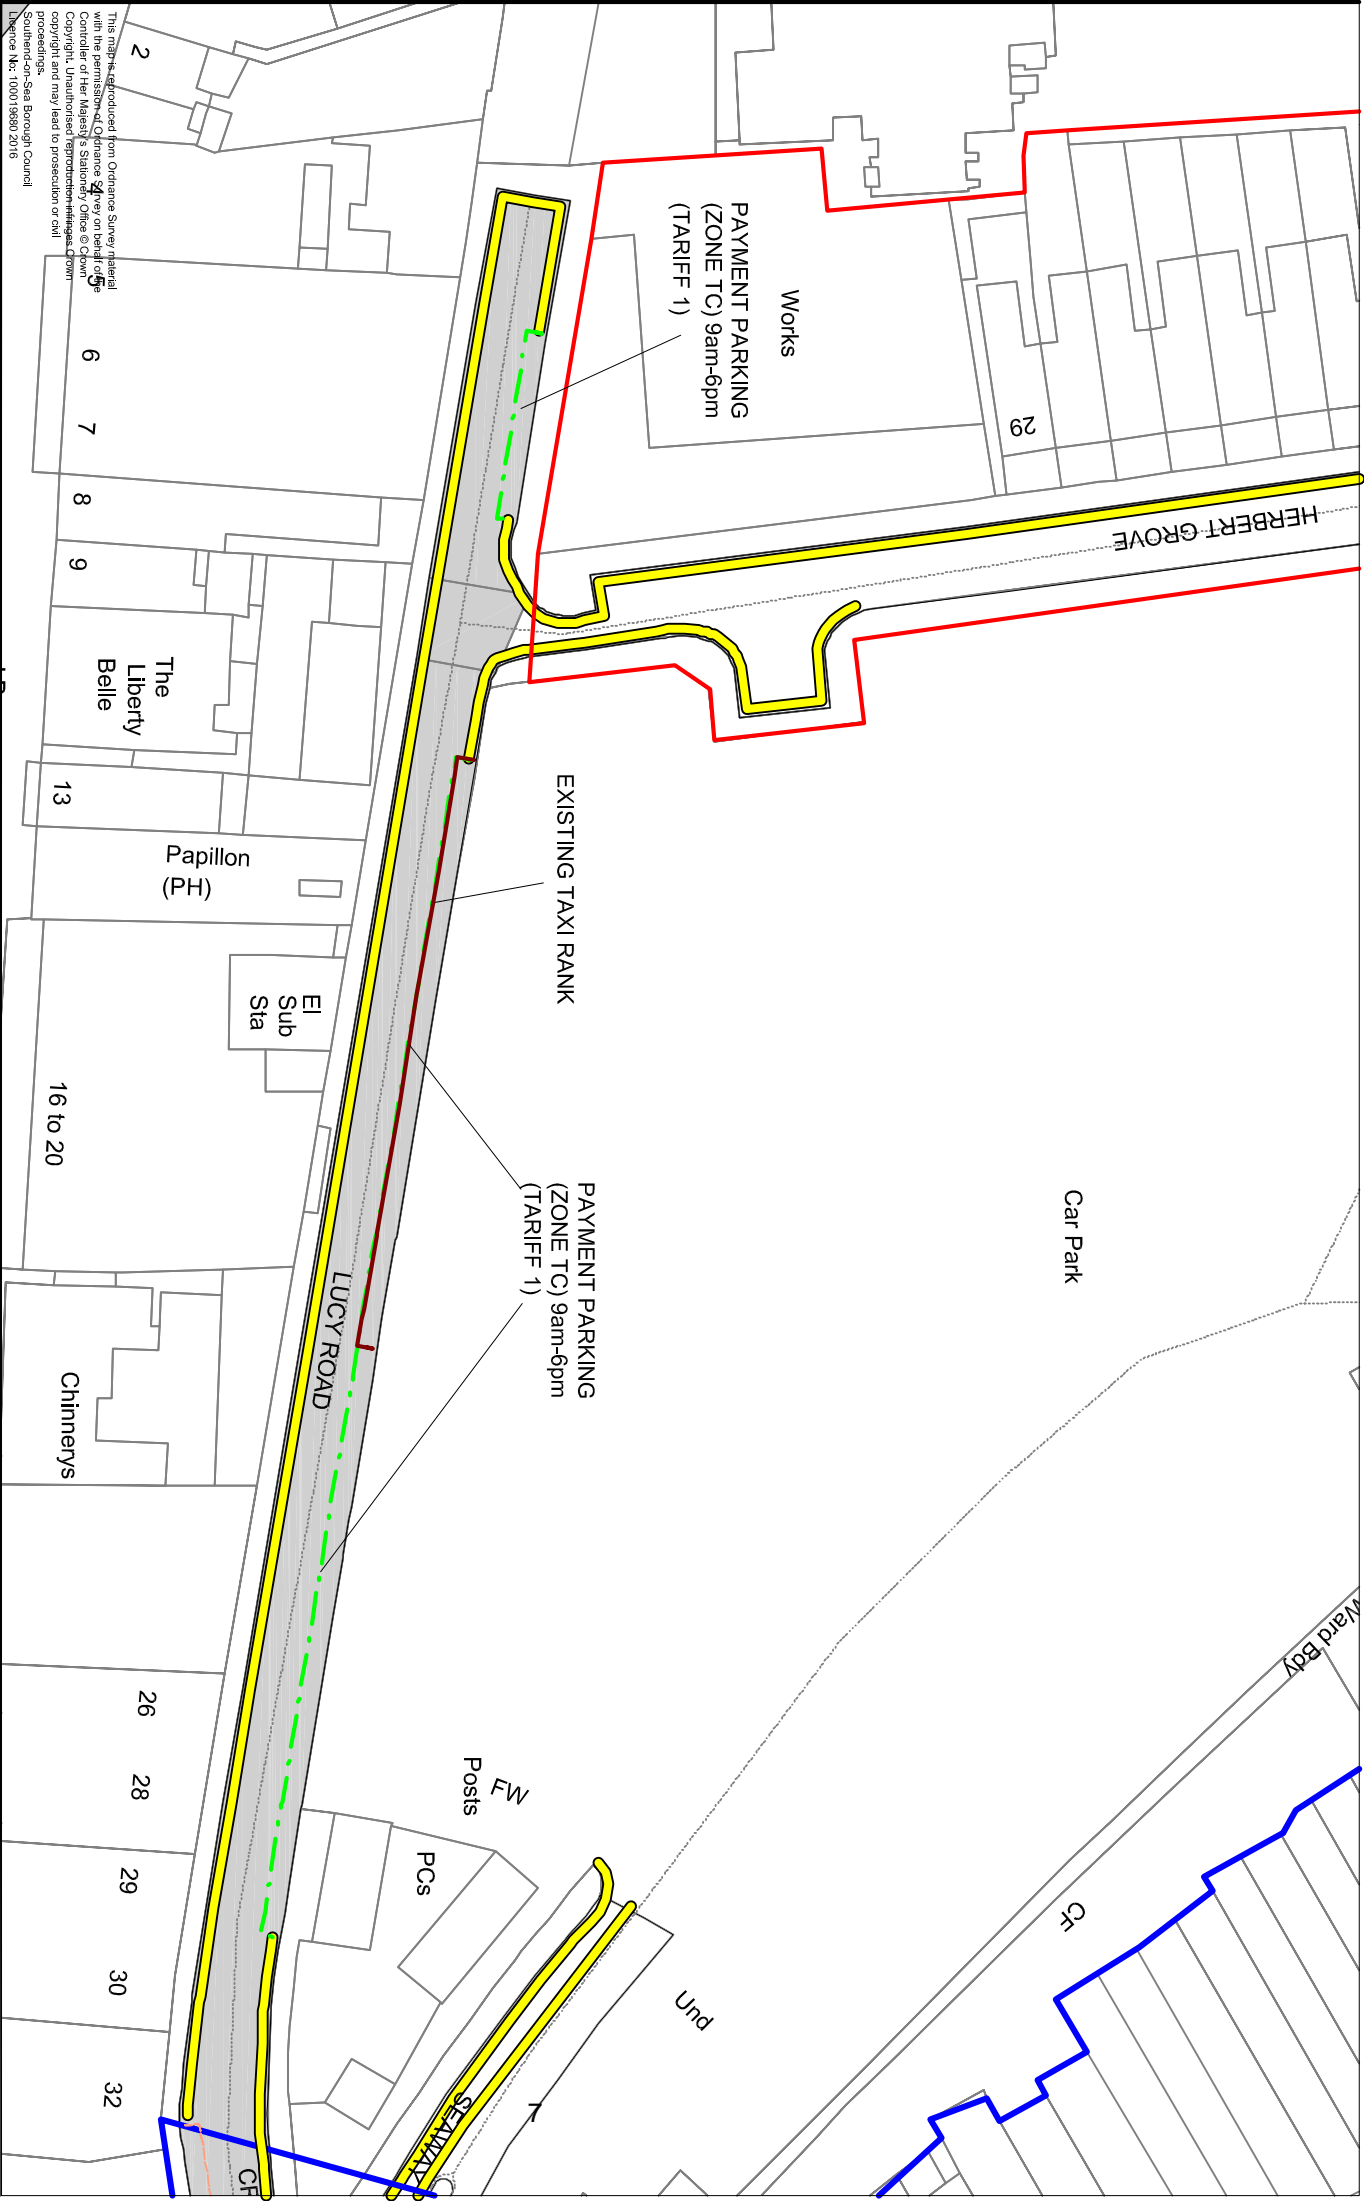 This map is reproduced from Ordnance Survey material
with the permission of Ordnance Survey on behalf of the
Controller of Her Majesty's Stationery Office © Crown
Copyright. Unauthorised reproduction infringes Crown
copyright and may lead to prosecution or civil
proceedings.
Southend-on-Sea Borough Council
Licence No: 100019680 2016
2
4
5
6
7
8
9
The
Liberty
Belle
13
Papillon
(PH)
El
Sub
Sta
16 to 20
Chinnerys
26
28
29
30
32
Works
PAYMENT PARKING
(ZONE TC) 9am-6pm
(TARIFF 1)
29
HERBERT GROVE
EXISTING TAXI RANK
PAYMENT PARKING
(ZONE TC) 9am-6pm
(TARIFF 1)
LUCY ROAD
Car Park
Ward Bdy
CH
FW
Posts
PCs
Und
7
SEAWAY